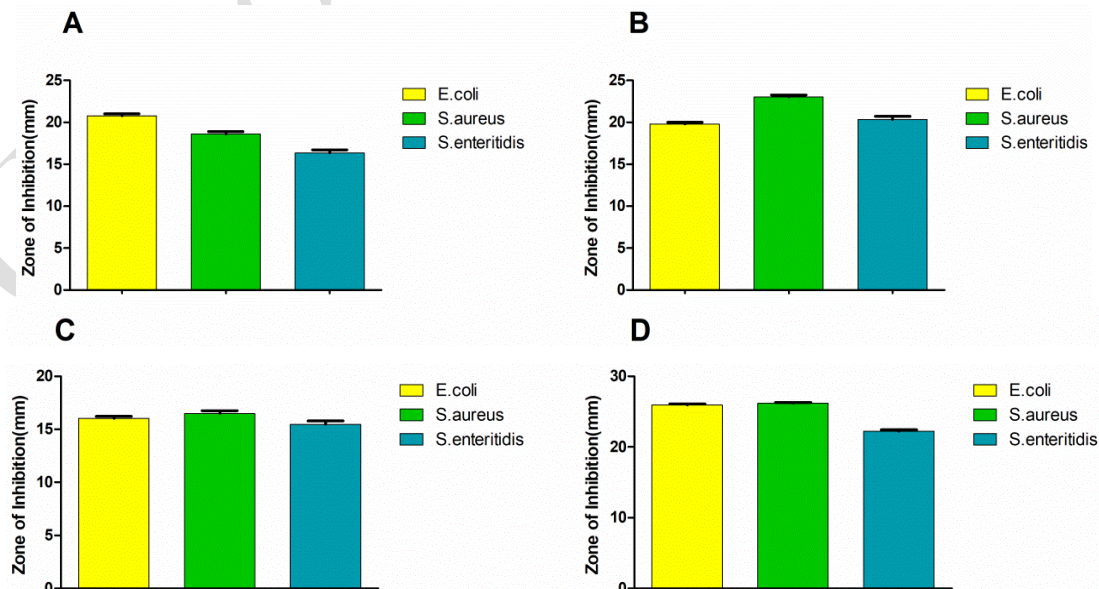 A
Zone of Inhibition(mm)
25
20
15
10
5
0
E.coli
S.aureus
S.enteritidis
B
Zone of Inhibition(mm)
25
20
15
10
5
0
E.coli
S.aureus
S.enteritidis
C
Zone of Inhibition(mm)
20
15
10
5
0
E.coli
S.aureus
S.enteritidis
D
Zone of Inhibition(mm)
30
20
10
0
E.coli
S.aureus
S.enteritidis